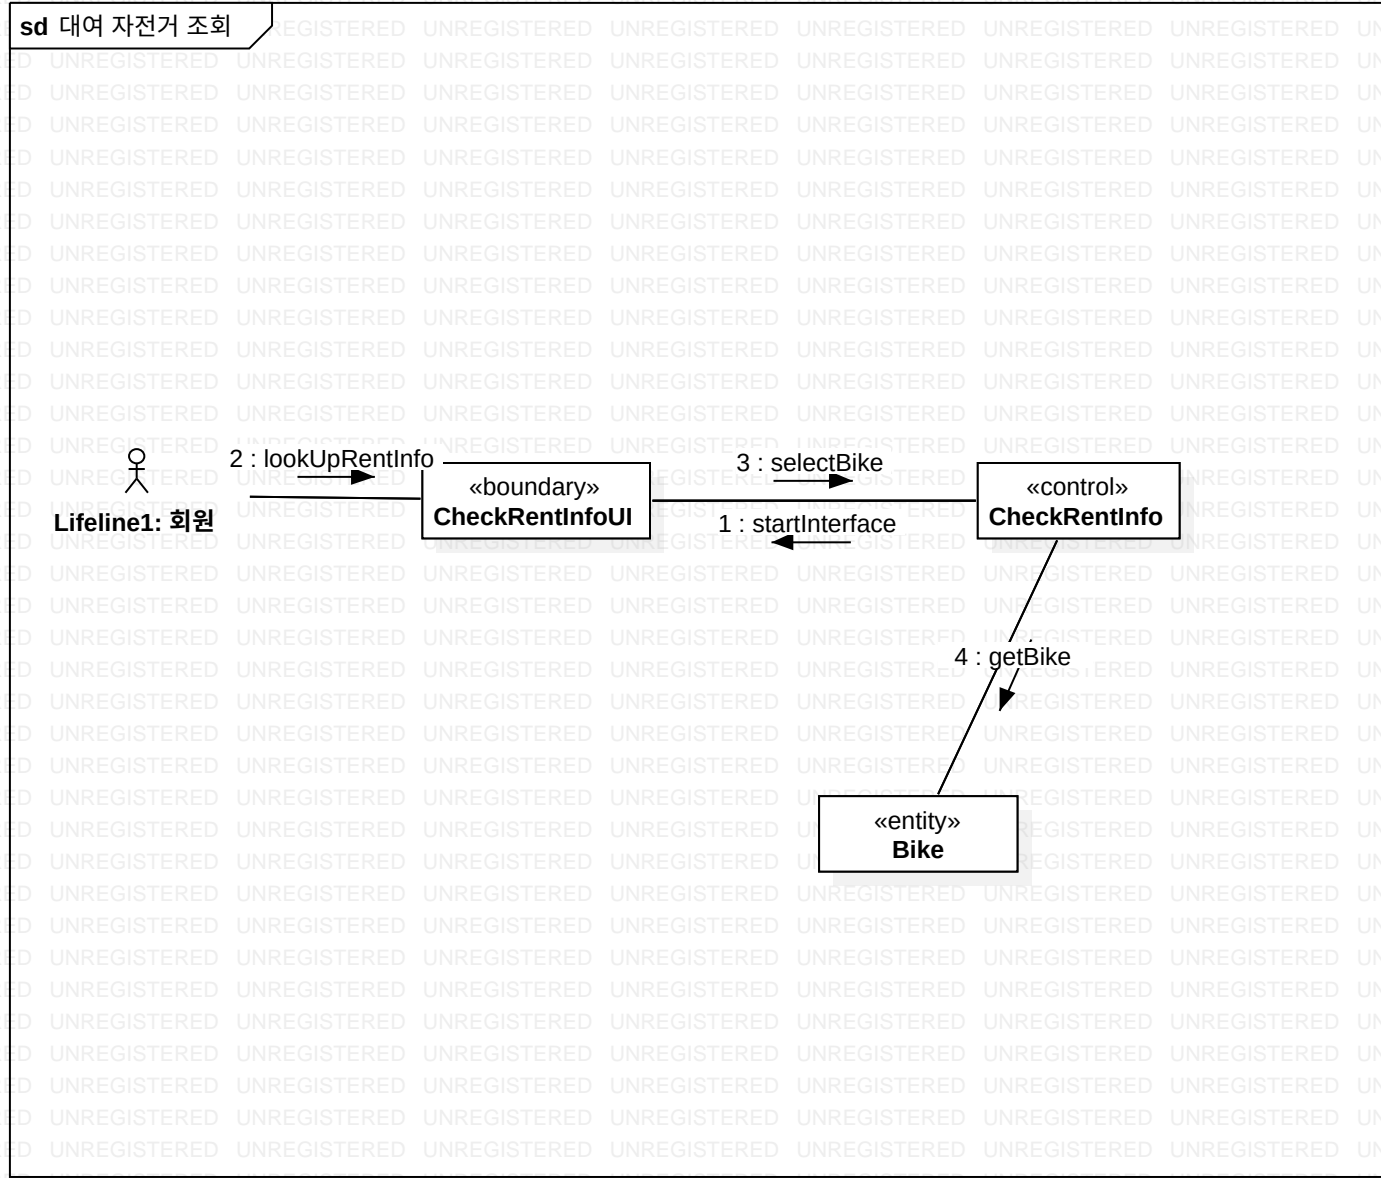 sd 대여 자전거 조회
2 : lookUpRentInfo
3 : selectBike
«boundary»
CheckRentInfoUI
«control»
CheckRentInfo
Lifeline1: 회원
1 : startInterface
4 : getBike
«entity»
Bike
UNREGISTERED